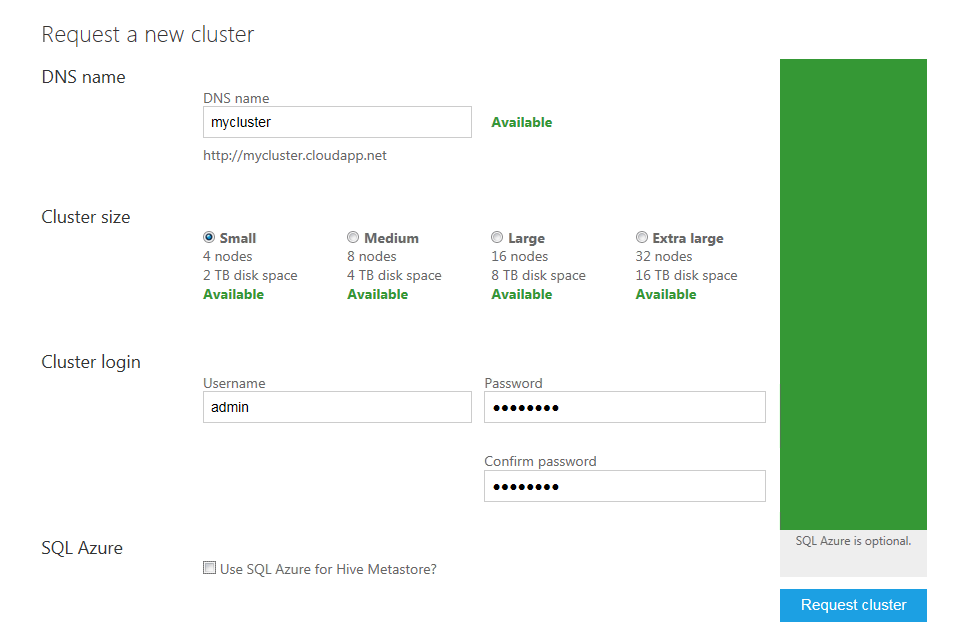 Request a new cluster
DNS name
DNS name
mycluster
Available
http://mycluster.cloudapp.net
Cluster size
Small Medium Large Extra large
4 nodes 8 nodes 16 nodes 32 nodes
2 TB disk space 4 TB disk space 8 TB disk space 16 TB disk space
Available Available Available Available
Cluster login
Username Password
admin ●●●●●●●●
Confirm password
●●●●●●●●
SQL Azure
Use SQL Azure for Hive Metastore?
SQL Azure is optional.
Request cluster